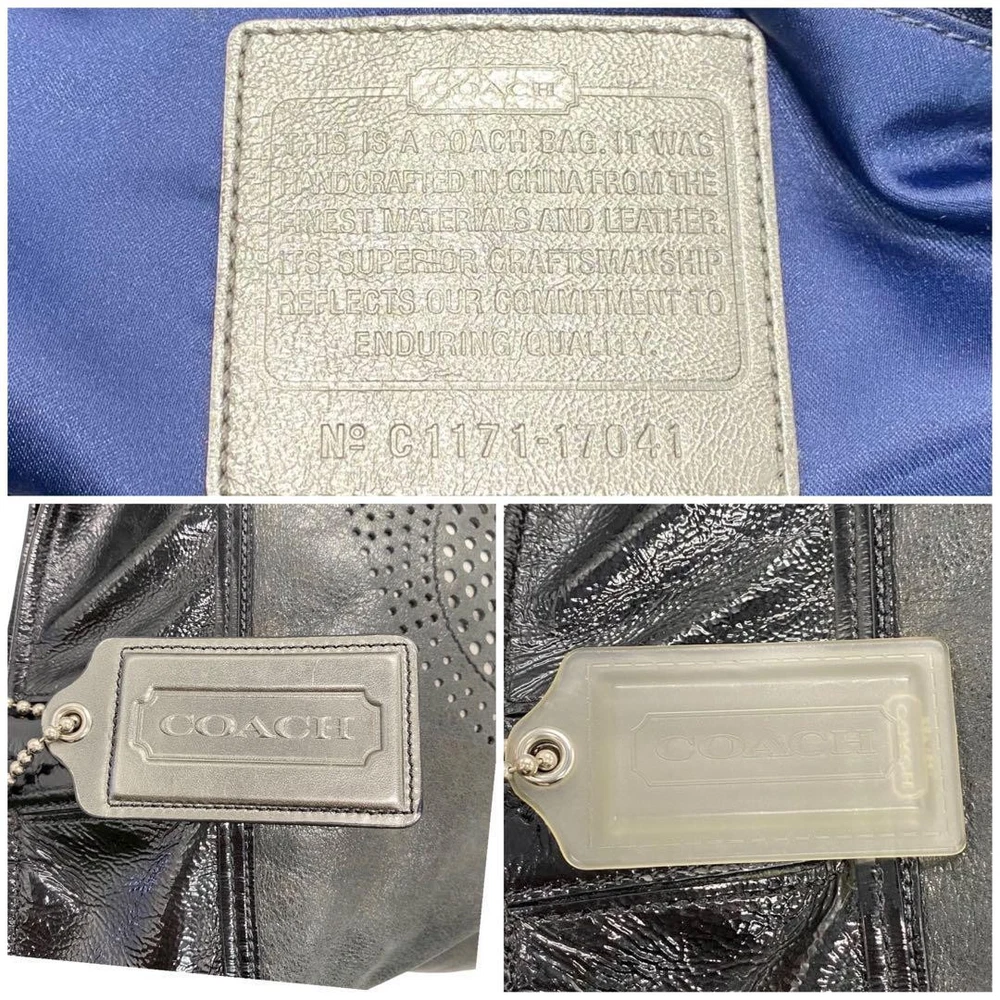 COACH
THIS IS A COACH BAG. IT WAS
HANDCRAFTED IN CHINA FROM THE
FINEST MATERIALS AND LEATHER.
ITS SUPERIOR CRAFTSMANSHIP
REFLECTS OUR COMMITMENT TO
ENDURING QUALITY.
Nº C1171-17041
COACH
COACH
COACH